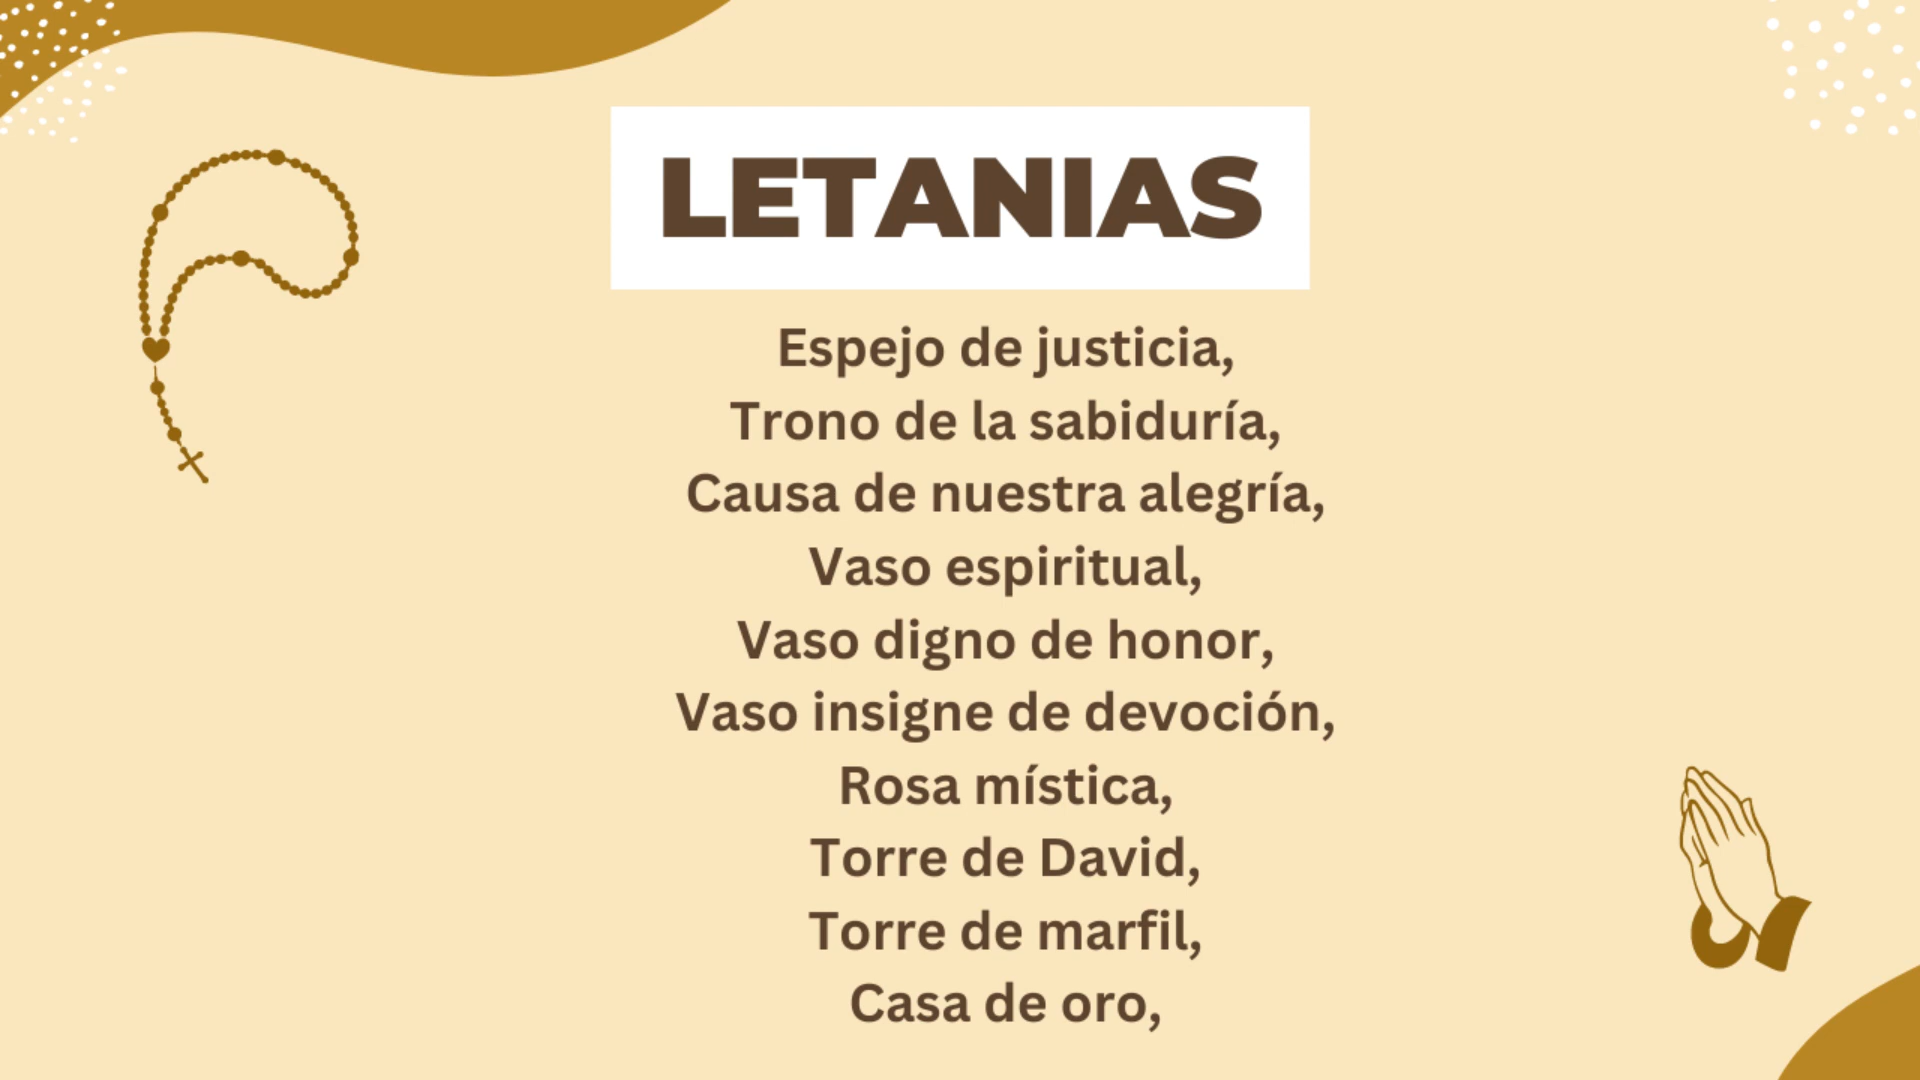 LETANIAS
Espejo de justicia,
Trono de la sabiduría,
Causa de nuestra alegría,
Vaso espiritual,
Vaso digno de honor,
Vaso insigne de devoción,
Rosa mística,
Torre de David,
Torre de marfil,
Casa de oro,